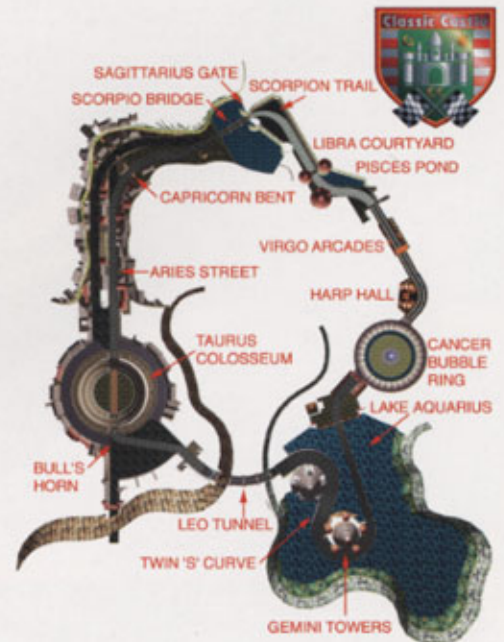 Classic Castle
SAGITTARIUS GATE
SCORPION TRAIL
SCORPIO BRIDGE
LIBRA COURTYARD
PISCES POND
CAPRICORN BENT
VIRGO ARCADES
ARIES STREET
HARP HALL
TAURUS
COLOSSEUM
CANCER
BUBBLE
RING
LAKE AQUARIUS
BULL'S
HORN
LEO TUNNEL
TWIN 'S' CURVE
GEMINI TOWERS